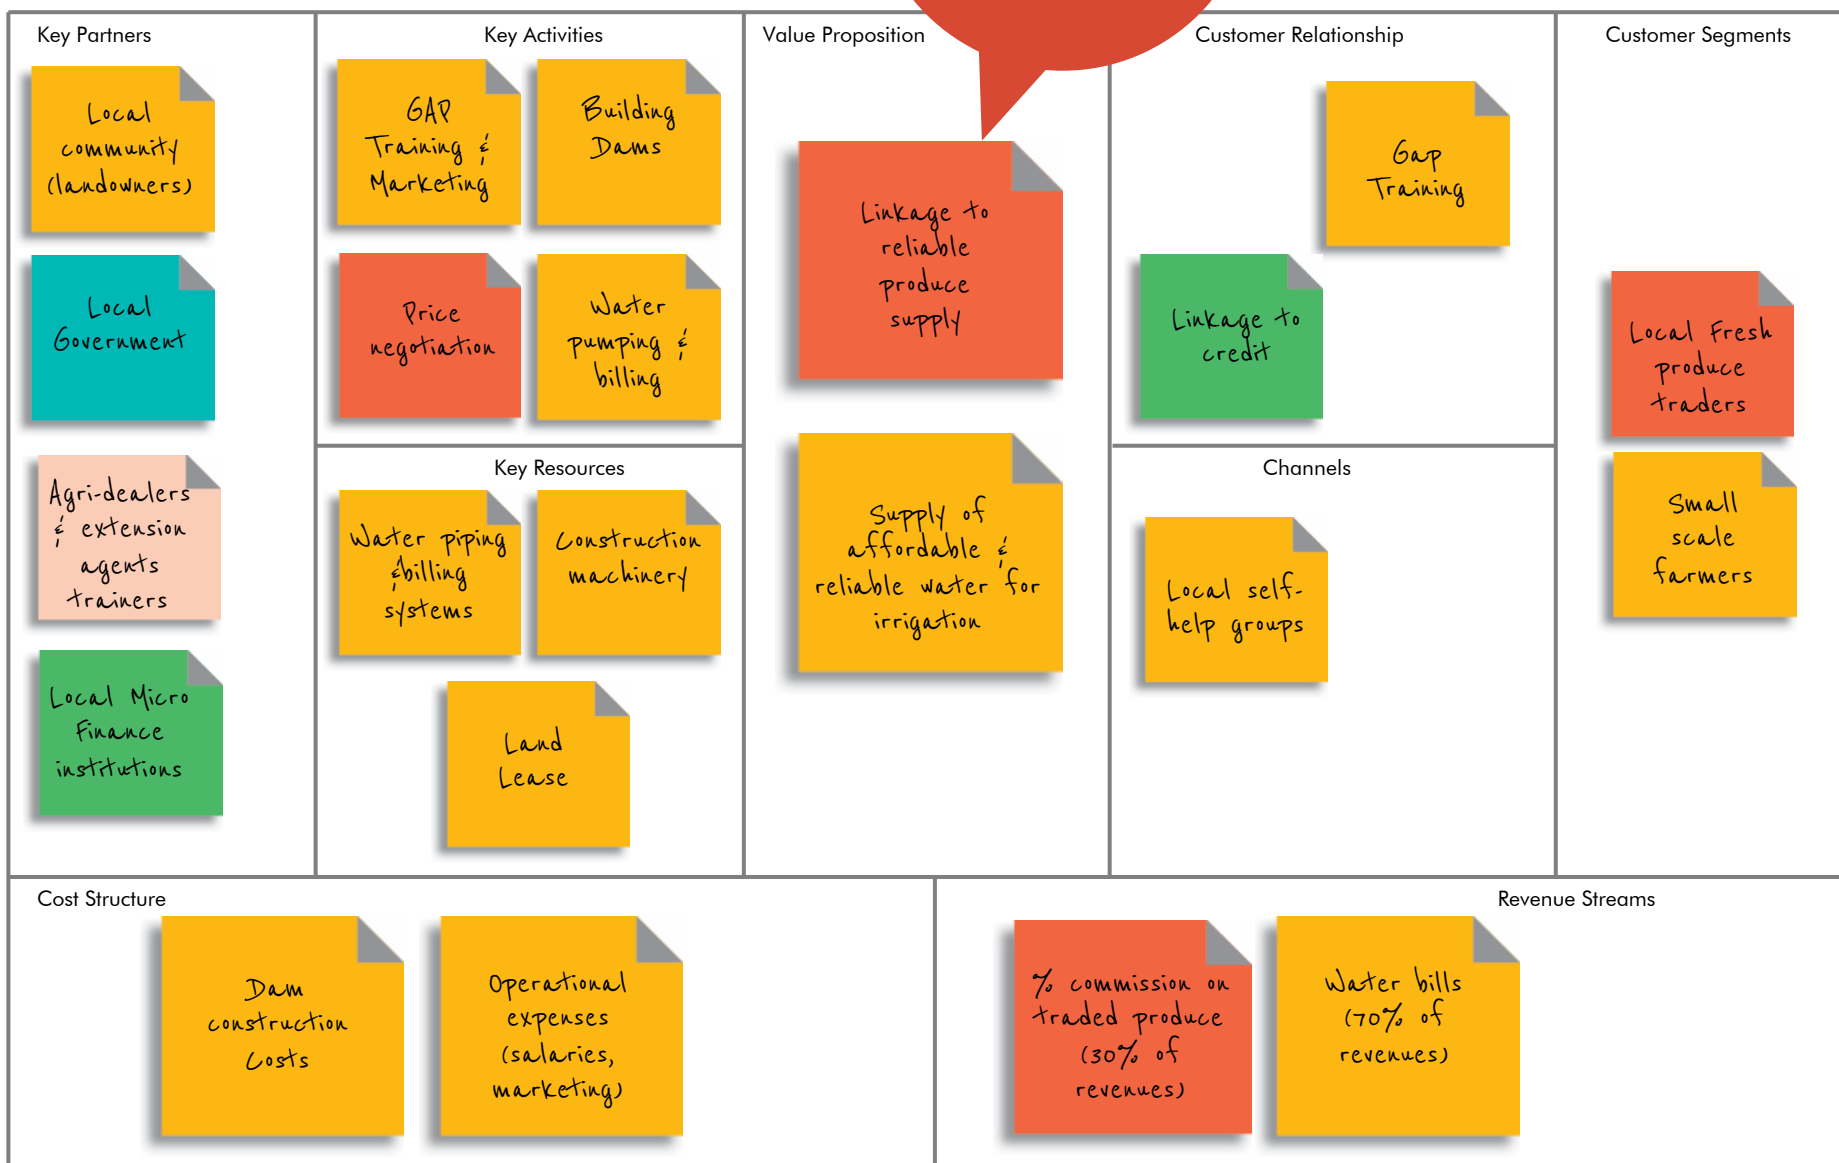 Key Partners
Local
community
(landowners)
Local
Government
Agri-dealers
& extension
agents
trainers
Local Micro
Finance
institutions
Key Activities
GAP
Training &
Marketing
Building
Dams
Price
negotiation
Water
pumping &
billing
Key Resources
Water piping
&billing
systems
Construction
machinery
Land
Lease
Value Proposition
Linkage to
reliable
produce
supply
Supply of
affordable &
reliable water for
irrigation
Customer Relationship
Gap
Training
Linkage to
credit
Channels
Local self-
help groups
Customer Segments
Local Fresh
produce
traders
Small
scale
farmers
Cost Structure
Dam
construction
Costs
Operational
expenses
(salaries,
marketing)
Revenue Streams
% commission on
traded produce
(30% of
revenues)
Water bills
(70% of
revenues)